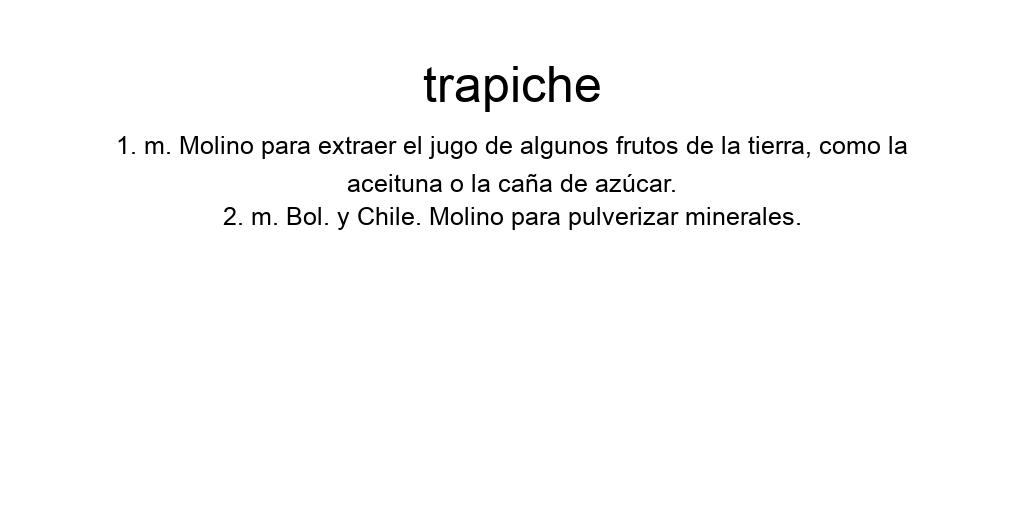 trapiche
1. m. Molino para extraer el jugo de algunos frutos de la tierra, como la
aceituna o la caña de azúcar.
2. m. Bol. y Chile. Molino para pulverizar minerales.